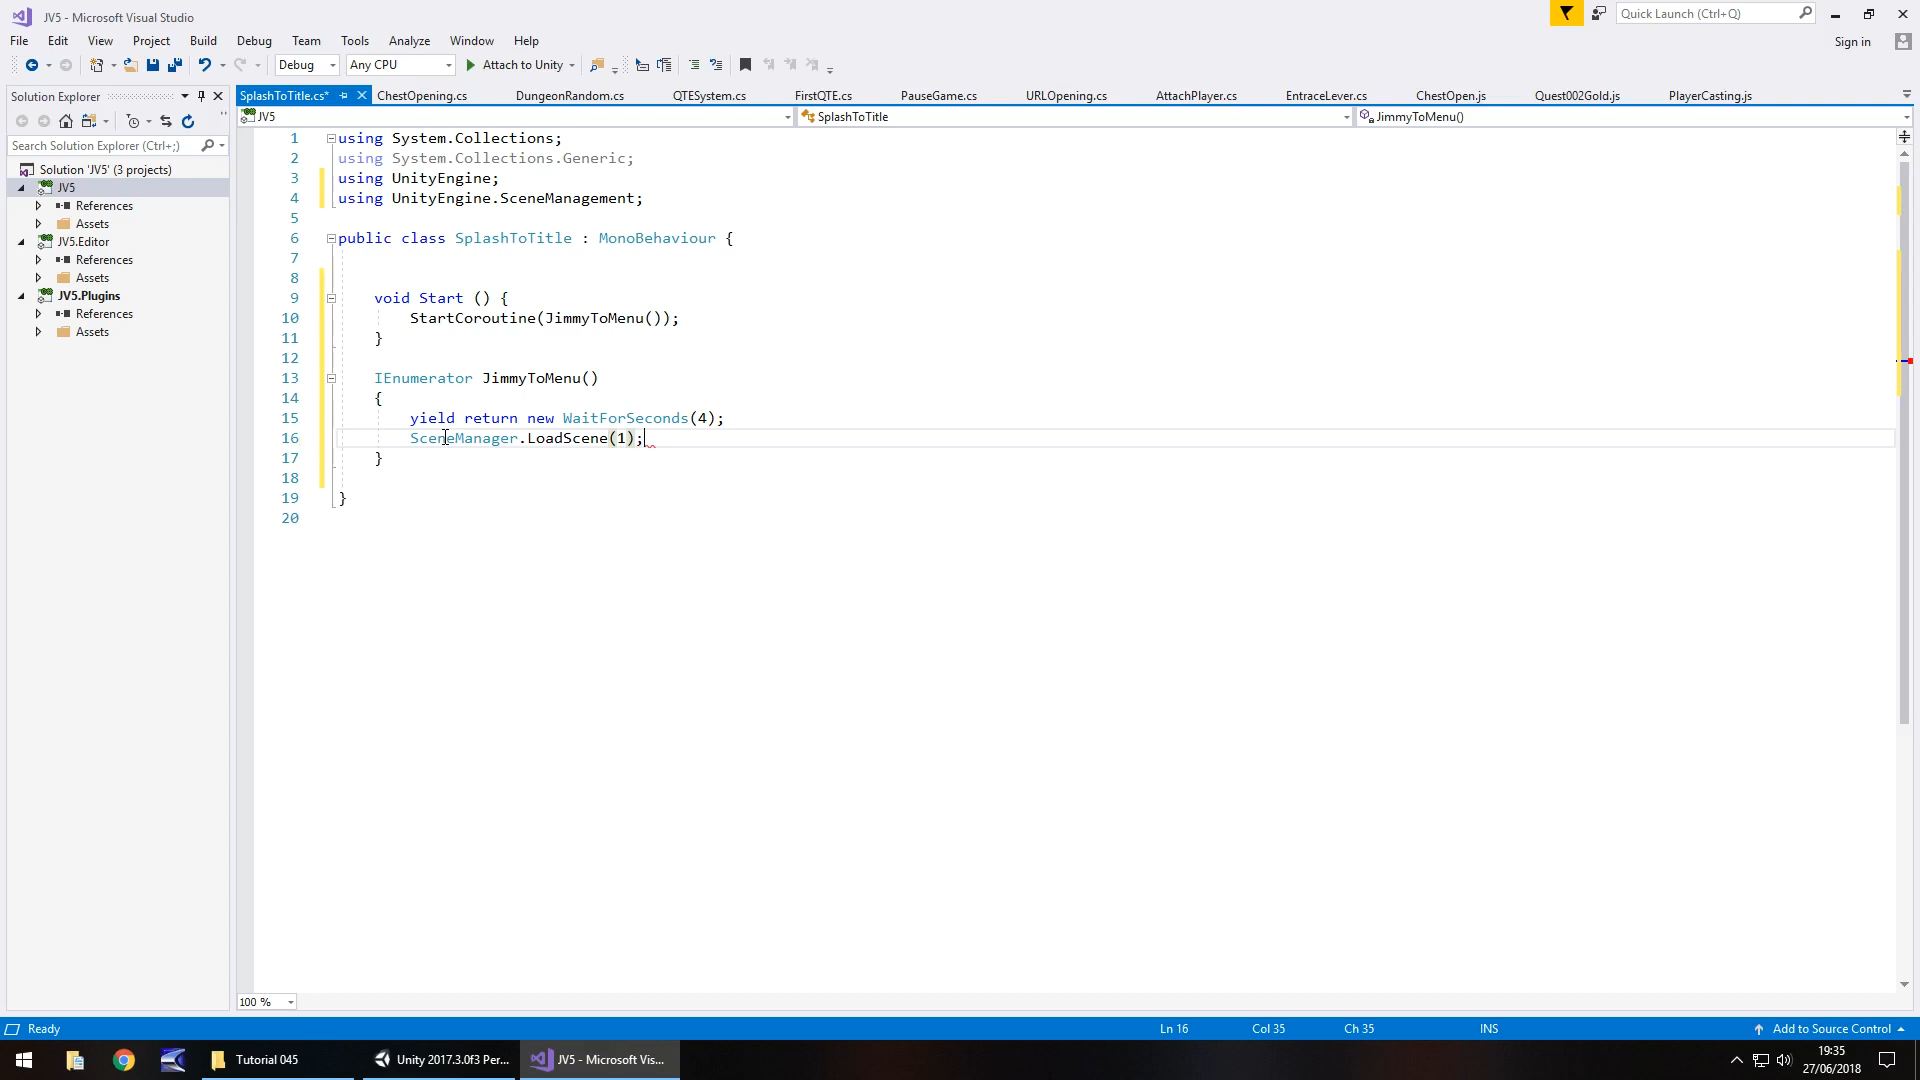 JV5 - Microsoft Visual Studio
Quick Launch (Ctrl+Q)
File Edit View Project Build Debug Team Tools Analyze Window Help
Sign in
Debug Any CPU Attach to Unity
Solution Explorer
SplashToTitle.cs* ChestOpening.cs DungeonRandom.cs QTESystem.cs FirstQTE.cs PauseGame.cs URLOpening.cs AttachPlayer.cs EntraceLever.cs ChestOpen.js Quest002Gold.js PlayerCasting.js
JV5 SplashToTitle JimmyToMenu()
Search Solution Explorer (Ctrl+;)
Solution 'JV5' (3 projects)
JV5
References
Assets
JV5.Editor
References
Assets
JV5.Plugins
References
Assets
1 using System.Collections;
2 using System.Collections.Generic;
3 using UnityEngine;
4 using UnityEngine.SceneManagement;
5
6 public class SplashToTitle : MonoBehaviour {
7
8
9 void Start () {
10 StartCoroutine(JimmyToMenu());
11 }
12
13 IEnumerator JimmyToMenu()
14 {
15 yield return new WaitForSeconds(4);
16 SceneManager.LoadScene(1);
17 }
18
19 }
20
100 %
Ready Ln 16 Col 35 Ch 35 INS Add to Source Control
Tutorial 045 Unity 2017.3.0f3 Per... JV5 - Microsoft Vis...
19:35
27/06/2018